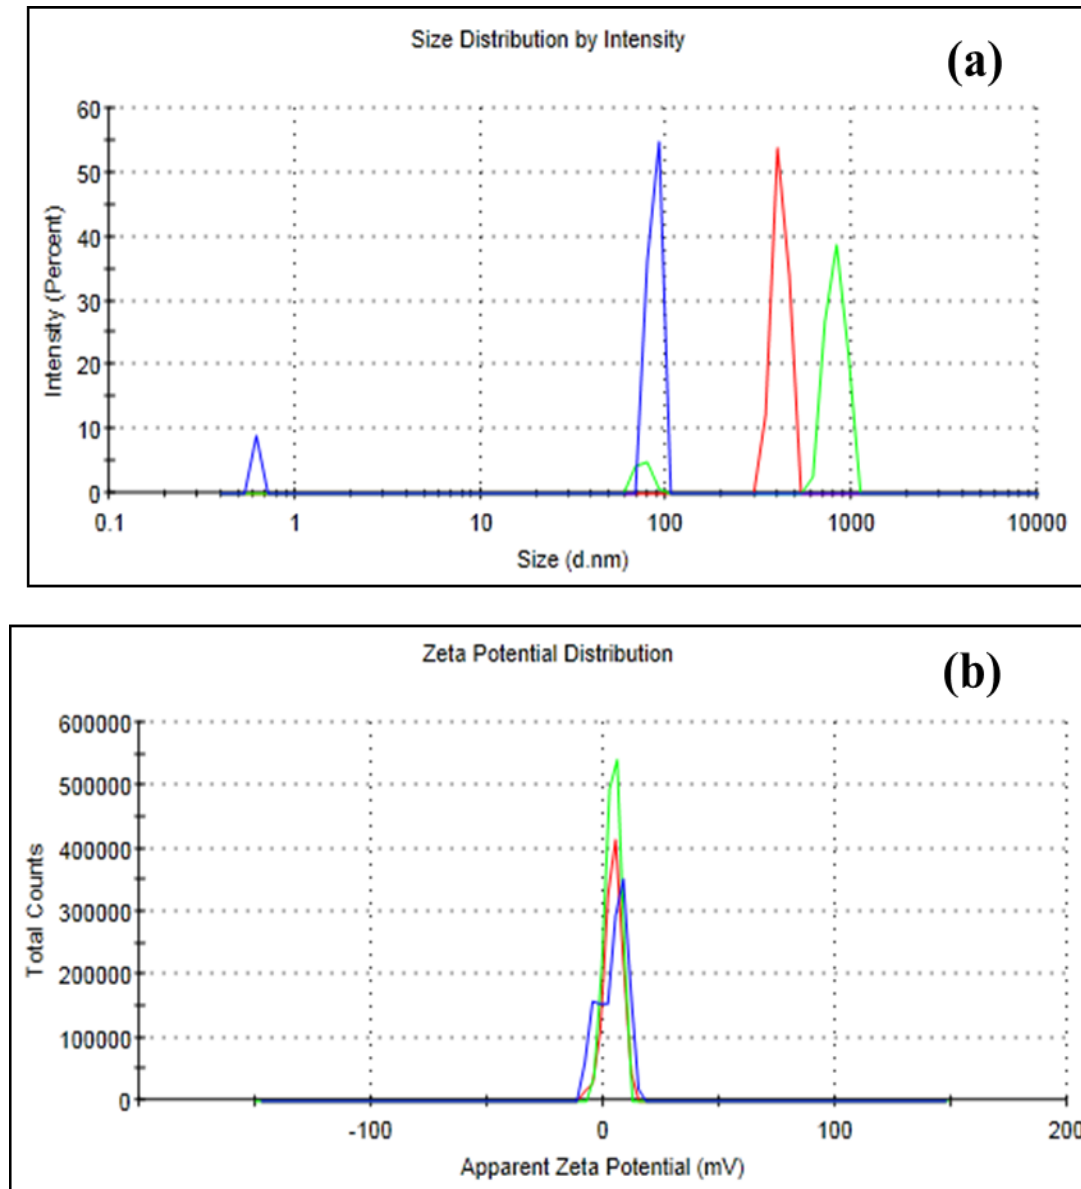 Size Distribution by Intensity
(a)
60
50
40
30
20
10
0
Intensity (Percent)
0.1 1 10 100 1000 10000
Size (d.nm)
Zeta Potential Distribution
(b)
600000
500000
400000
300000
200000
100000
0
Total Counts
-100 0 100 200
Apparent Zeta Potential (mV)